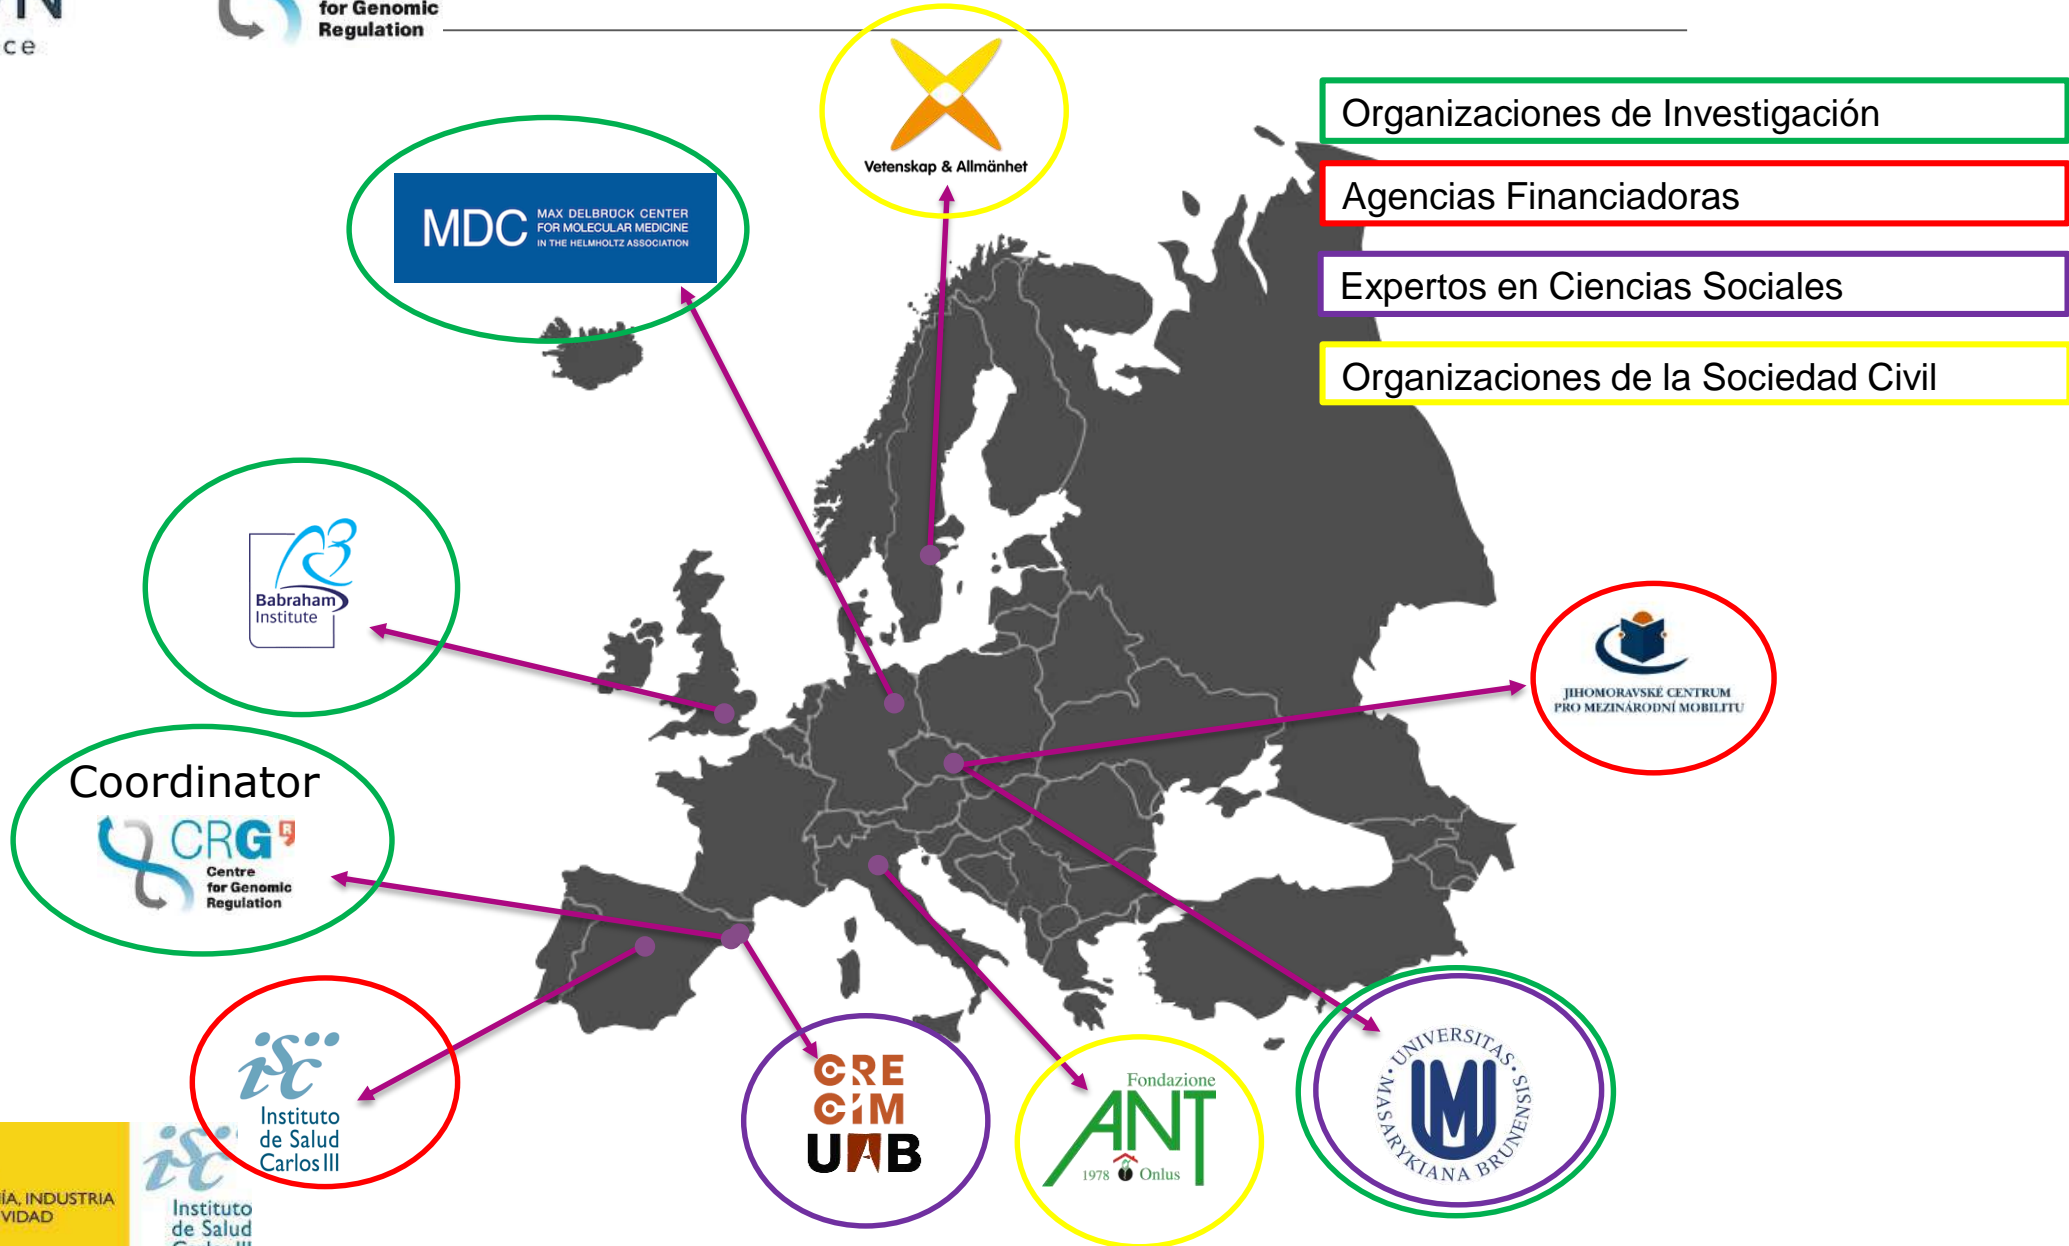 ce
for Genomic
Regulation
Vetenskap & Allmänhet
Organizaciones de Investigación
Agencias Financiadoras
Expertos en Ciencias Sociales
Organizaciones de la Sociedad Civil
MDC
MAX DELBRÜCK CENTER
FOR MOLECULAR MEDICINE
IN THE HELMHOLTZ ASSOCIATION
Babraham
Institute
JIHOMORAVSKÉ CENTRUM
PRO MEZINÁRODNÍ MOBILITU
Coordinator
CRG
R
Centre
for Genomic
Regulation
isc
Instituto
de Salud
Carlos III
CRE
CIM
UAB
Fondazione
ANT
1978 Onlus
UNIVERSITAS • MASARYKIANA BRUNENSIS •
MU
ÍA, INDUSTRIA
VIDAD
isc
Instituto
de Salud